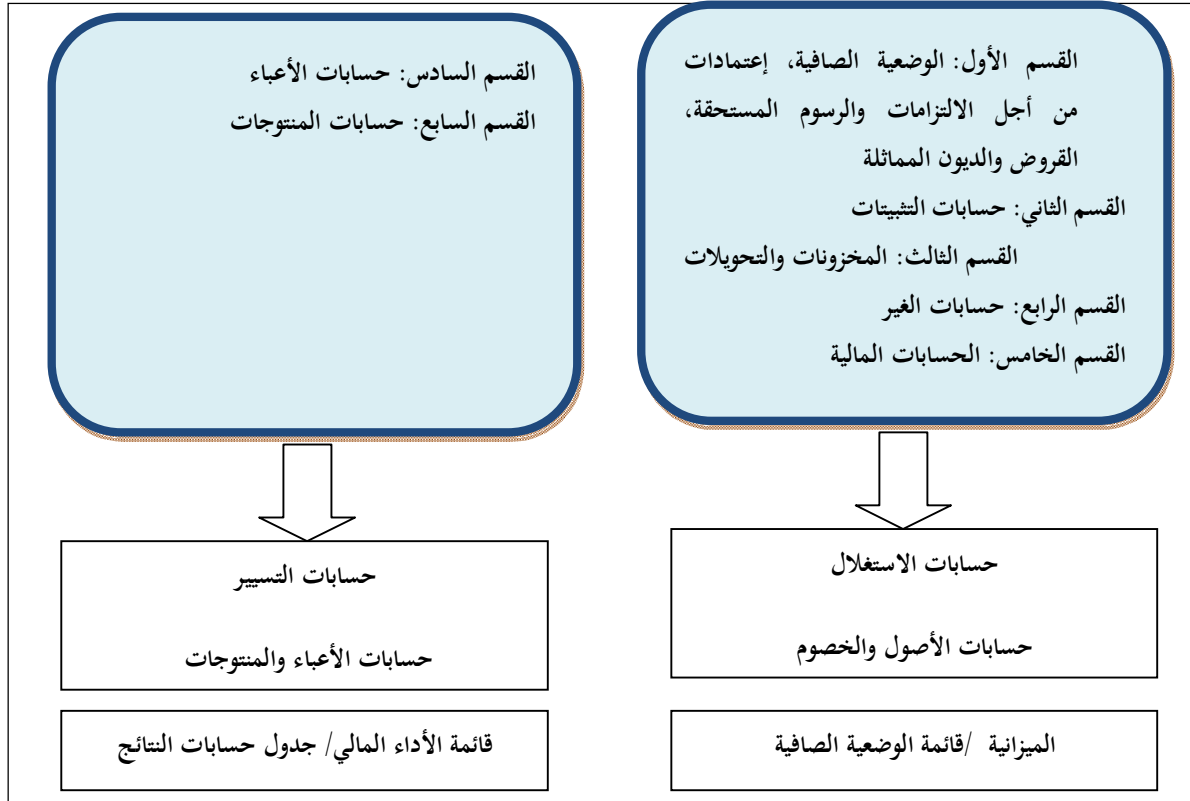 القسم الأول: الوضعية الصافية، إعتمادات
من أجل الالتزامات والرسوم المستحقة،
القروض والديون المماثلة
القسم الثاني: حسابات التثبيتات
القسم الثالث: المخزونات والتحويلات
القسم الرابع: حسابات الغير
القسم الخامس: الحسابات المالية
القسم السادس: حسابات الأعباء
القسم السابع: حسابات المنتوجات
حسابات الاستغلال
حسابات الأصول والخصوم
حسابات التسيير
حسابات الأعباء والمنتوجات
الميزانية /قائمة الوضعية الصافية
قائمة الأداء المالي/ جدول حسابات النتائج